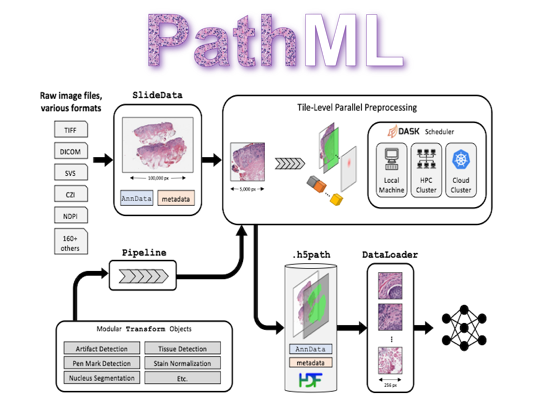 PathML
Raw image files,
various formats
TIFF
DICOM
SVS
CZI
NDPI
160+
others
SlideData
100,000 px
AnnData
metadata
Tile-Level Parallel Preprocessing
5,000 px
DASK Scheduler
Local
Machine
HPC
Cluster
Cloud
Cluster
Pipeline
Modular Transform Objects
Artifact Detection
Tissue Detection
Pen Mark Detection
Stain Normalization
Nucleus Segmentation
Etc.
.h5path
AnnData
metadata
HDF
DataLoader
256 px